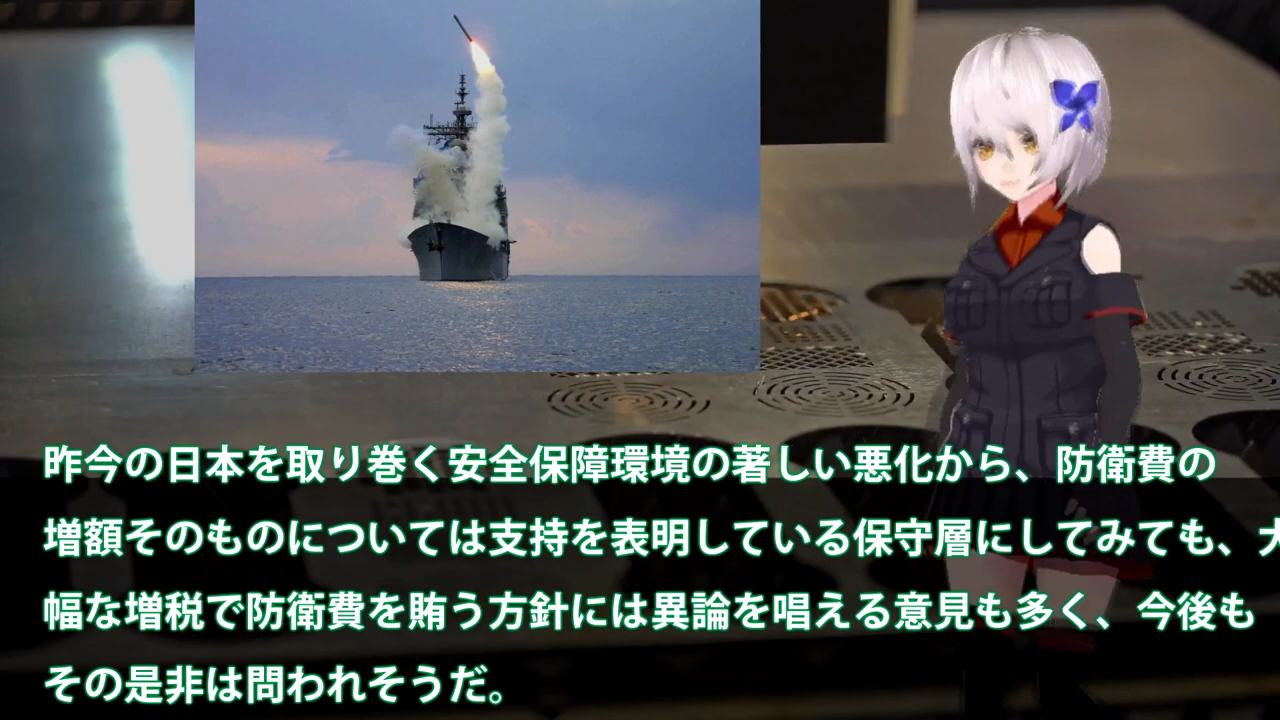 昨今の日本を取り巻く安全保障環境の著しい悪化から、防衛費の
増額そのものについては支持を表明している保守層にしてみても、大
幅な増税で防衛費を賄う方針には異論を唱える意見も多く、今後も
その是非は問われそうだ。